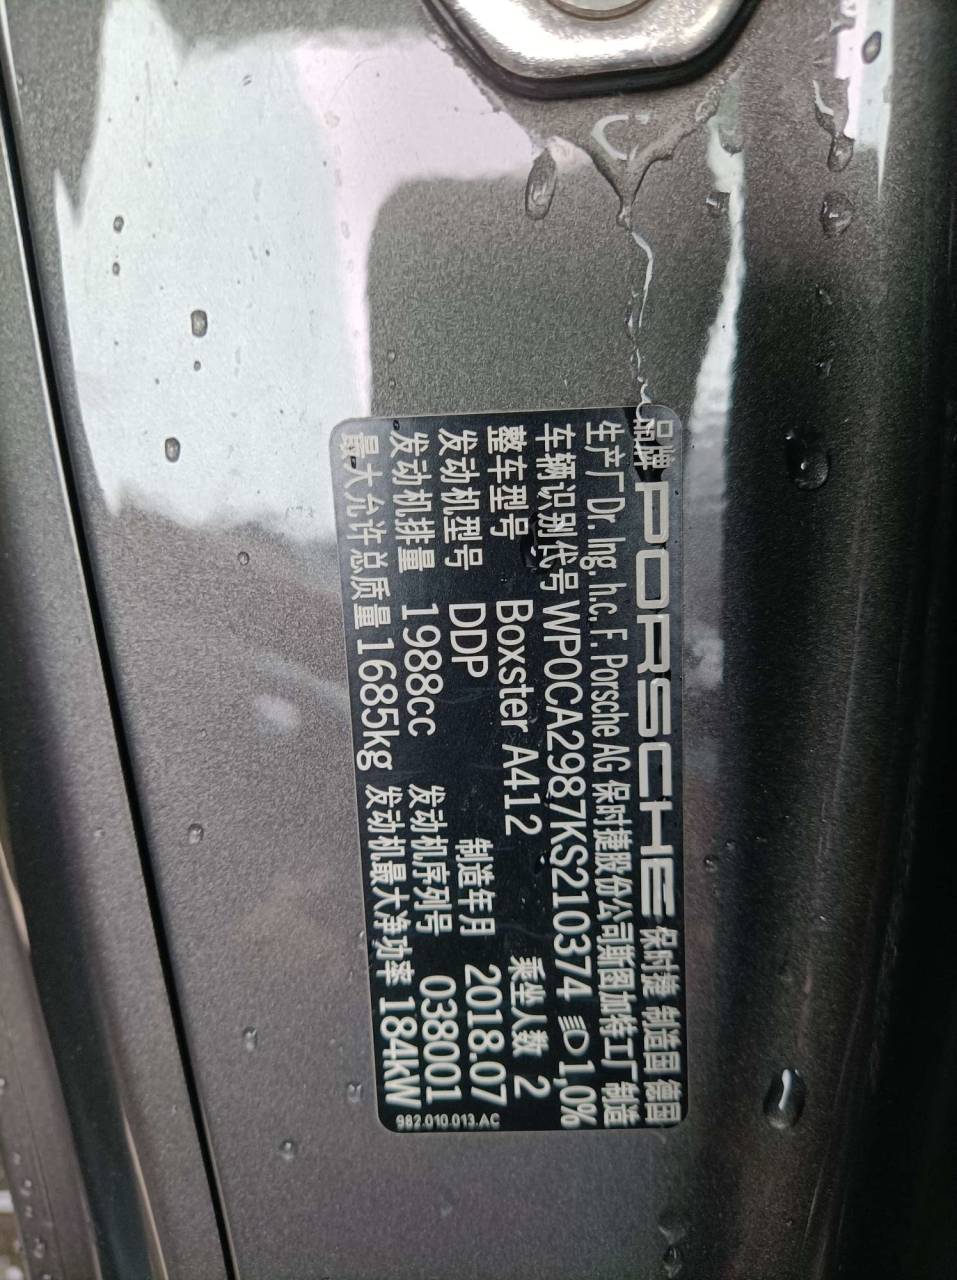 品牌 PORSCHE 保时捷 制造国 德国
生产厂 Dr. Ing. h.c. F. Porsche AG 保时捷股份公司斯图加特工厂 制造
车辆识别代号 WP0CA2987KS210374 1,0%
整车型号 Boxster A412 乘坐人数 2
发动机型号 DDP 制造年月 2018.07
发动机排量 1988cc 发动机序列号 038001
最大允许总质量 1685kg 发动机最大净功率 184kW
982.010.013.AC